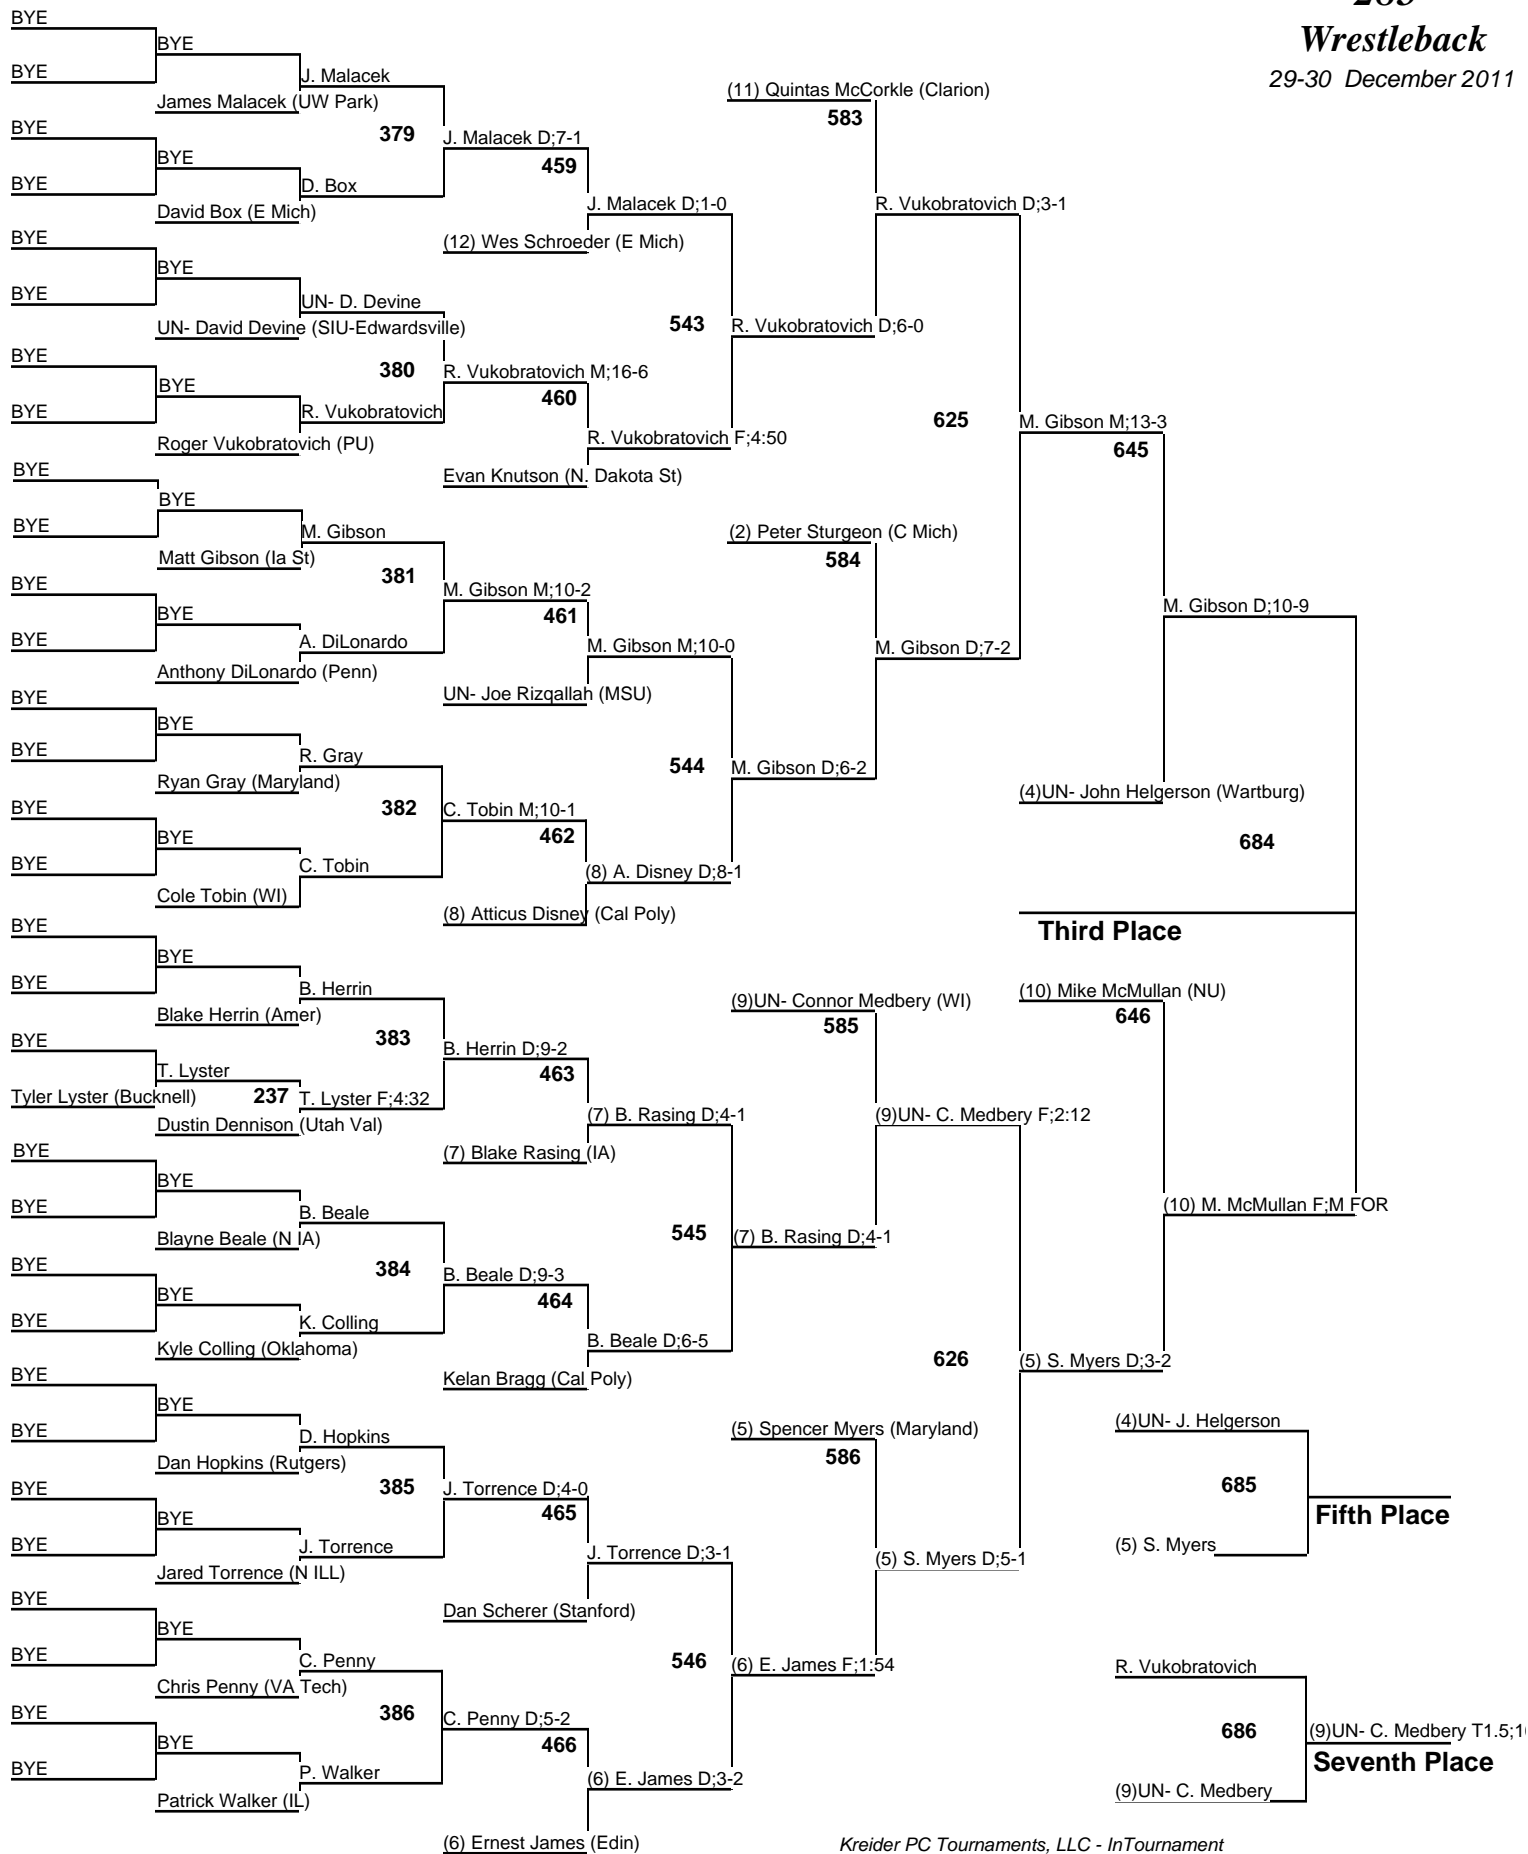 Wrestleback
29-30 December 2011
BYE
BYE
BYE
J. Malacek
James Malacek (UW Park)
(11) Quintas McCorkle (Clarion)
583
BYE
379
J. Malacek D;7-1
BYE
459
BYE
D. Box
David Box (E Mich)
J. Malacek D;1-0
R. Vukobratovich D;3-1
BYE
(12) Wes Schroeder (E Mich)
BYE
BYE
UN- D. Devine
UN- David Devine (SIU-Edwardsville)
543
R. Vukobratovich D;6-0
BYE
380
R. Vukobratovich M;16-6
BYE
460
BYE
R. Vukobratovich
625
M. Gibson M;13-3
Roger Vukobratovich (PU)
R. Vukobratovich F;4:50
645
BYE
Evan Knutson (N. Dakota St)
BYE
BYE
M. Gibson
(2) Peter Sturgeon (C Mich)
Matt Gibson (Ia St)
584
BYE
381
M. Gibson M;10-2
M. Gibson D;10-9
BYE
461
BYE
A. DiLonardo
M. Gibson M;10-0
M. Gibson D;7-2
Anthony DiLonardo (Penn)
BYE
UN- Joe Rizqallah (MSU)
BYE
BYE
R. Gray
544
M. Gibson D;6-2
Ryan Gray (Maryland)
(4)UN- John Helgerson (Wartburg)
BYE
382
C. Tobin M;10-1
BYE
462
684
BYE
C. Tobin
(8) A. Disney D;8-1
Cole Tobin (WI)
(8) Atticus Disney (Cal Poly)
BYE
Third Place
BYE
BYE
B. Herrin
(9)UN- Connor Medbery (WI)
(10) Mike McMullan (NU)
Blake Herrin (Amer)
585
646
BYE
383
B. Herrin D;9-2
T. Lyster
463
Tyler Lyster (Bucknell)
237
T. Lyster F;4:32
Dustin Dennison (Utah Val)
(7) B. Rasing D;4-1
(9)UN- C. Medbery F;2:12
BYE
(7) Blake Rasing (IA)
BYE
BYE
B. Beale
(10) M. McMullan F;M FOR
Blayne Beale (N IA)
545
(7) B. Rasing D;4-1
BYE
384
B. Beale D;9-3
BYE
464
BYE
K. Colling
B. Beale D;6-5
Kyle Colling (Oklahoma)
626
(5) S. Myers D;3-2
BYE
Kelan Bragg (Cal Poly)
BYE
BYE
D. Hopkins
(5) Spencer Myers (Maryland)
(4)UN- J. Helgerson
Dan Hopkins (Rutgers)
586
BYE
385
J. Torrence D;4-0
685
BYE
465
Fifth Place
BYE
J. Torrence
J. Torrence D;3-1
(5) S. Myers D;5-1
(5) S. Myers
Jared Torrence (N ILL)
BYE
Dan Scherer (Stanford)
BYE
BYE
C. Penny
546
(6) E. James F;1:54
R. Vukobratovich
Chris Penny (VA Tech)
BYE
386
C. Penny D;5-2
686
(9)UN- C. Medbery T1.5;1
BYE
466
Seventh Place
BYE
P. Walker
(6) E. James D;3-2
(9)UN- C. Medbery
Patrick Walker (IL)
(6) Ernest James (Edin)
Kreider PC Tournaments, LLC - InTournament